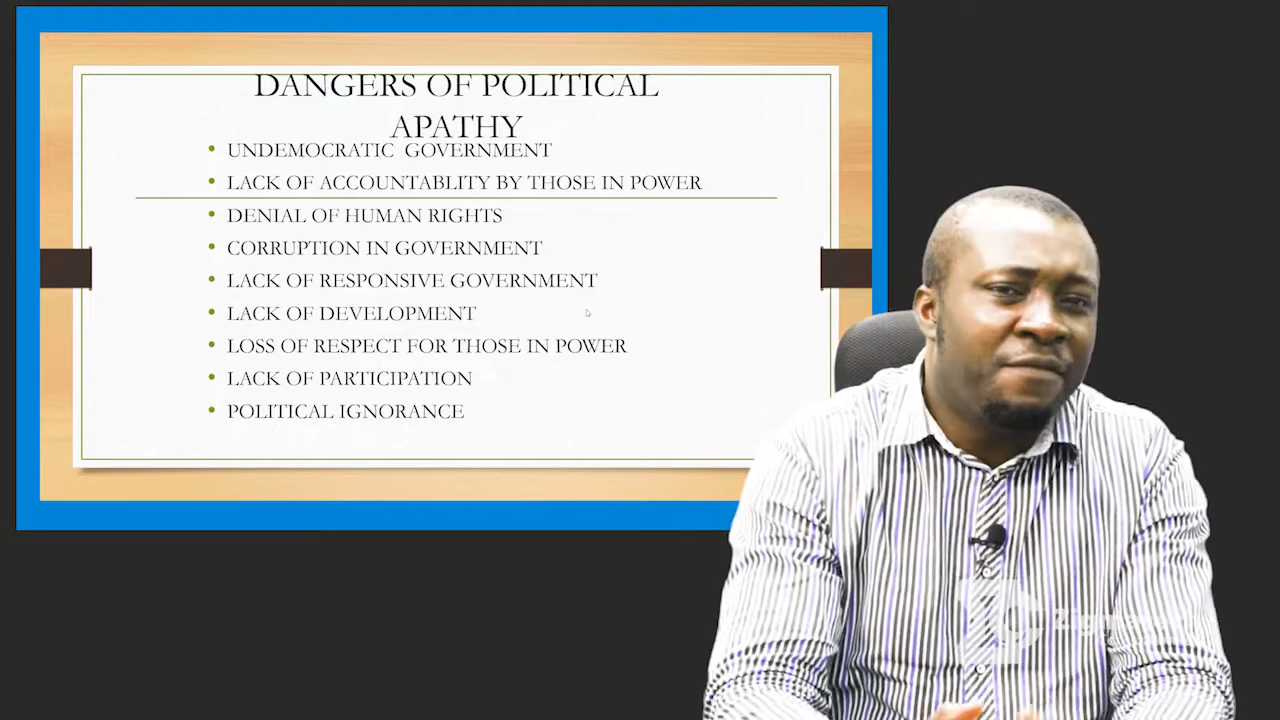 DANGERS OF POLITICAL
APATHY
• UNDEMOCRATIC GOVERNMENT
• LACK OF ACCOUNTABLITY BY THOSE IN POWER
• DENIAL OF HUMAN RIGHTS
• CORRUPTION IN GOVERNMENT
• LACK OF RESPONSIVE GOVERNMENT
• LACK OF DEVELOPMENT
• LOSS OF RESPECT FOR THOSE IN POWER
• LACK OF PARTICIPATION
• POLITICAL IGNORANCE